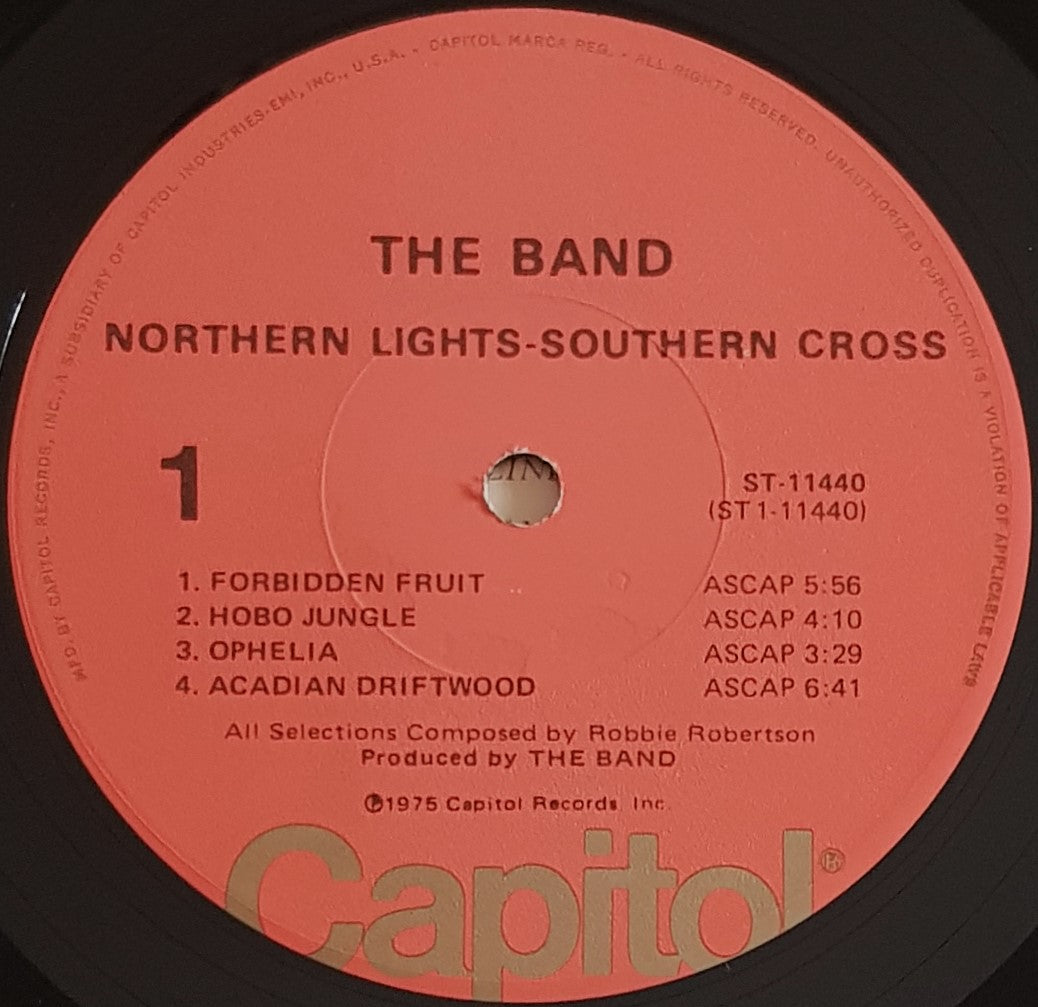 MFD. BY CAPITOL RECORDS, INC., A SUBSIDIARY OF CAPITOL INDUSTRIES-EMI, INC., U.S.A. • CAPITOL MARCA REG. • ALL RIGHTS RESERVED. UNAUTHORIZED DUPLICATION IS A VIOLATION OF APPLICABLE LAWS
THE BAND
NORTHERN LIGHTS-SOUTHERN CROSS
1
ST-11440
(ST 1-11440)
1. FORBIDDEN FRUIT ASCAP 5:56
2. HOBO JUNGLE ASCAP 4:10
3. OPHELIA ASCAP 3:29
4. ACADIAN DRIFTWOOD ASCAP 6:41
All Selections Composed by Robbie Robertson
Produced by THE BAND
℗1975 Capitol Records Inc.
Capitol®